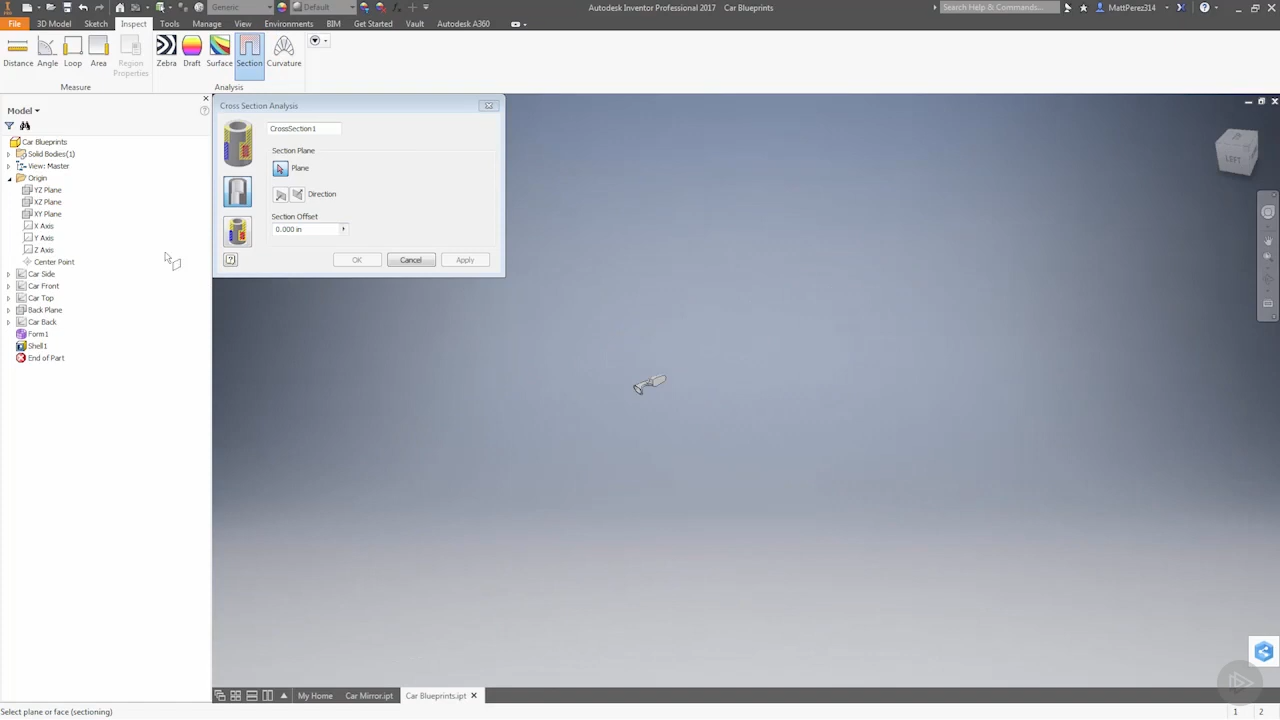 Generic
Default
Autodesk Inventor Professional 2017 Car Blueprints
Search Help & Commands...
MattPerez314
File 3D Model Sketch Inspect Tools Manage View Environments BIM Get Started Vault Autodesk A360
Distance Angle Loop Area Region Properties Zebra Draft Surface Section Curvature
Measure Analysis
Model
Cross Section Analysis
CrossSection1
Section Plane
Plane
Direction
Section Offset
0.000 in
OK Cancel Apply
Car Blueprints
Solid Bodies(1)
View: Master
Origin
YZ Plane
XZ Plane
XY Plane
X Axis
Y Axis
Z Axis
Center Point
Car Side
Car Front
Car Top
Back Plane
Car Back
Form1
Shell1
End of Part
LEFT
My Home Car Mirror.ipt Car Blueprints.ipt
Select plane or face (sectioning)
1 2